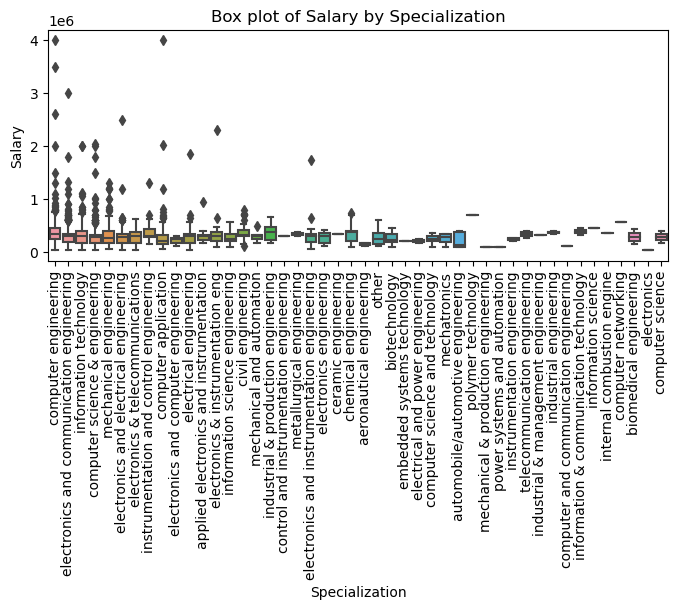 Box plot of Salary by Specialization
1e6
4
3
2
1
0
Salary
computer engineering
electronics and communication engineering
information technology
computer science & engineering
mechanical engineering
electronics and electrical engineering
electronics & telecommunications
instrumentation and control engineering
computer application
electronics and computer engineering
electrical engineering
applied electronics and instrumentation
electronics & instrumentation eng
information science engineering
civil engineering
mechanical and automation
industrial & production engineering
control and instrumentation engineering
metallurgical engineering
electronics and instrumentation engineering
electronics engineering
ceramic engineering
chemical engineering
aeronautical engineering
other
biotechnology
embedded systems technology
electrical and power engineering
computer science and technology
mechatronics
automobile/automotive engineering
polymer technology
mechanical & production engineering
power systems and automation
instrumentation engineering
telecommunication engineering
industrial & management engineering
industrial engineering
computer and communication engineering
information & communication technology
information science
internal combustion engine
computer networking
biomedical engineering
electronics
computer science
Specialization